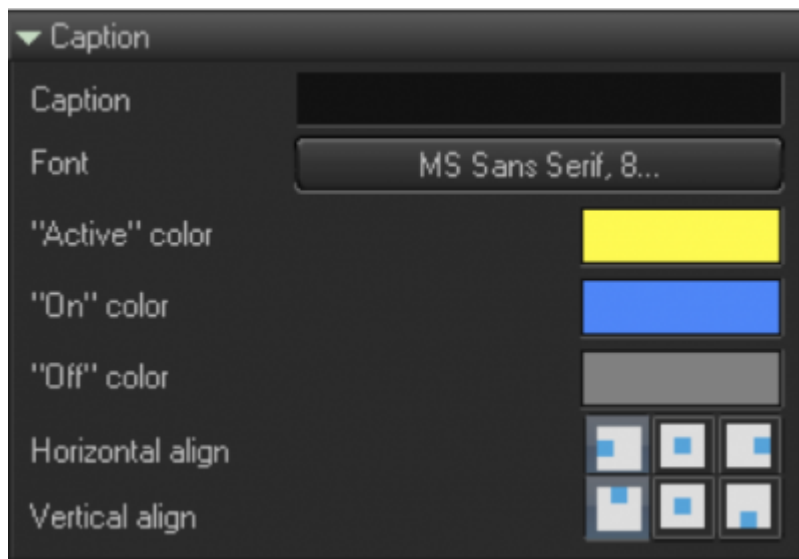 Caption
Caption
Font MS Sans Serif, 8...
"Active" color
"On" color
"Off" color
Horizontal align
Vertical align